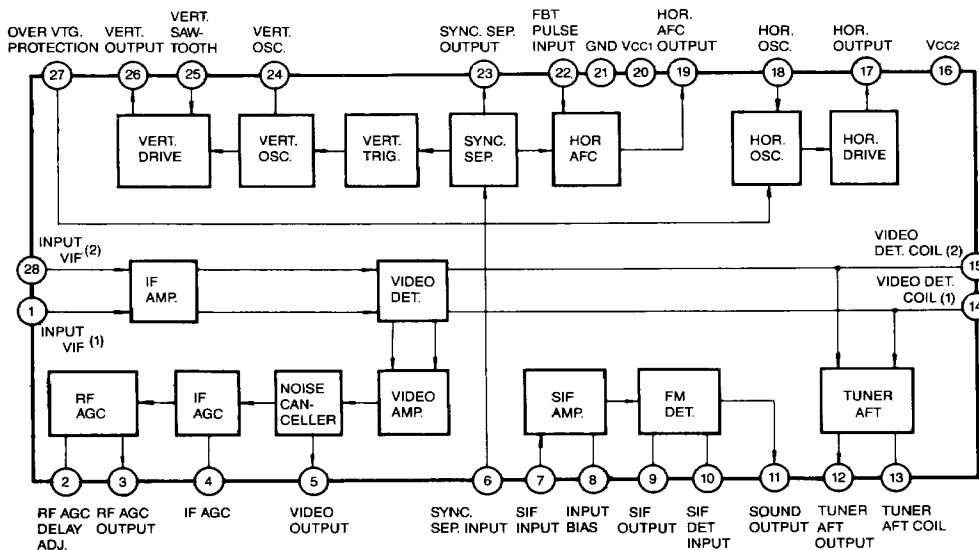 OVER VTG.
PROTECTION
VERT.
OUTPUT
VERT.
SAW-
TOOTH
VERT.
OSC.
SYNC. SEP.
OUTPUT
FBT
PULSE
INPUT
GND
VCC1
HOR.
AFC
OUTPUT
HOR.
OSC.
HOR.
OUTPUT
VCC2
27
26
25
24
23
22
21
20
19
18
17
16
VERT.
DRIVE
VERT.
OSC.
VERT.
TRIG.
SYNC.
SEP.
HOR
AFC
HOR.
OSC.
HOR.
DRIVE
INPUT
VIF (2)
28
1
INPUT
VIF (1)
IF
AMP.
VIDEO
DET.
VIDEO
DET. COIL (2)
15
VIDEO DET.
COIL (1)
14
RF
AGC
IF
AGC
NOISE
CAN-
CELLER
VIDEO
AMP.
SIF
AMP.
FM
DET.
TUNER
AFT
2
3
4
5
6
7
8
9
10
11
12
13
RF AGC
DELAY
ADJ.
RF AGC
OUTPUT
IF AGC
VIDEO
OUTPUT
SYNC.
SEP. INPUT
SIF
INPUT
INPUT
BIAS
SIF
OUTPUT
SIF
DET
INPUT
SOUND
OUTPUT
TUNER
AFT
OUTPUT
TUNER
AFT COIL